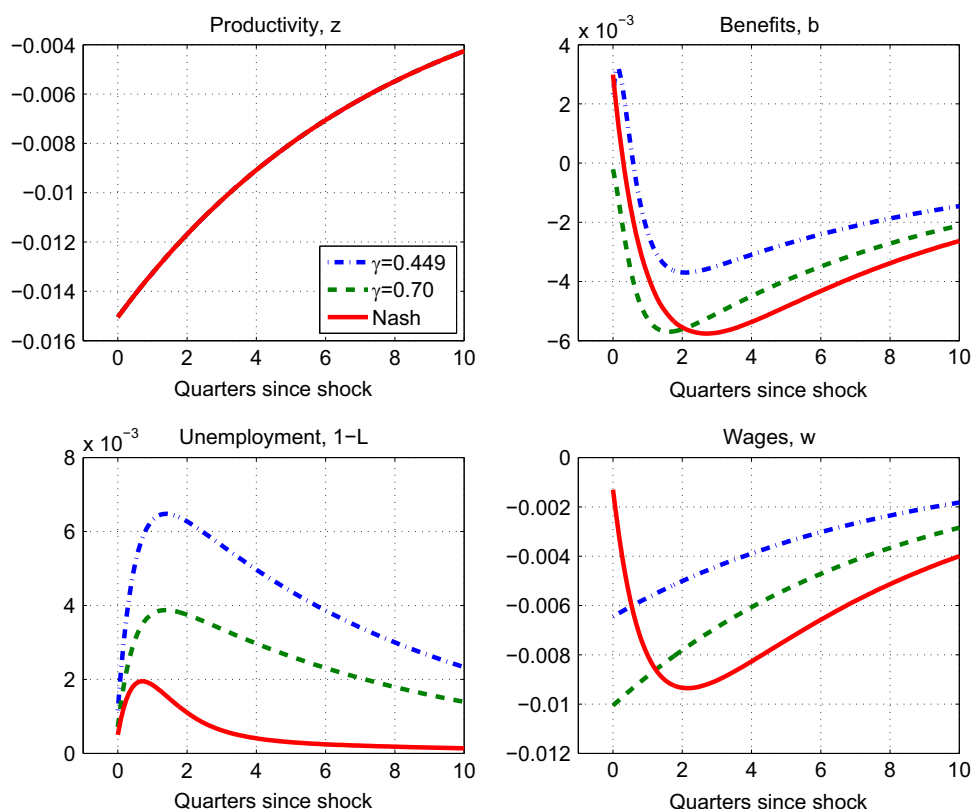 Productivity, z
−0.004
−0.006
−0.008
−0.01
−0.012
−0.014
−0.016
0 2 4 6 8 10
Quarters since shock
γ=0.449
γ=0.70
Nash
x 10−3
Benefits, b
4
2
0
−2
−4
−6
0 2 4 6 8 10
Quarters since shock
x 10−3
Unemployment, 1−L
8
6
4
2
0
0 2 4 6 8 10
Quarters since shock
Wages, w
0
−0.002
−0.004
−0.006
−0.008
−0.01
−0.012
0 2 4 6 8 10
Quarters since shock